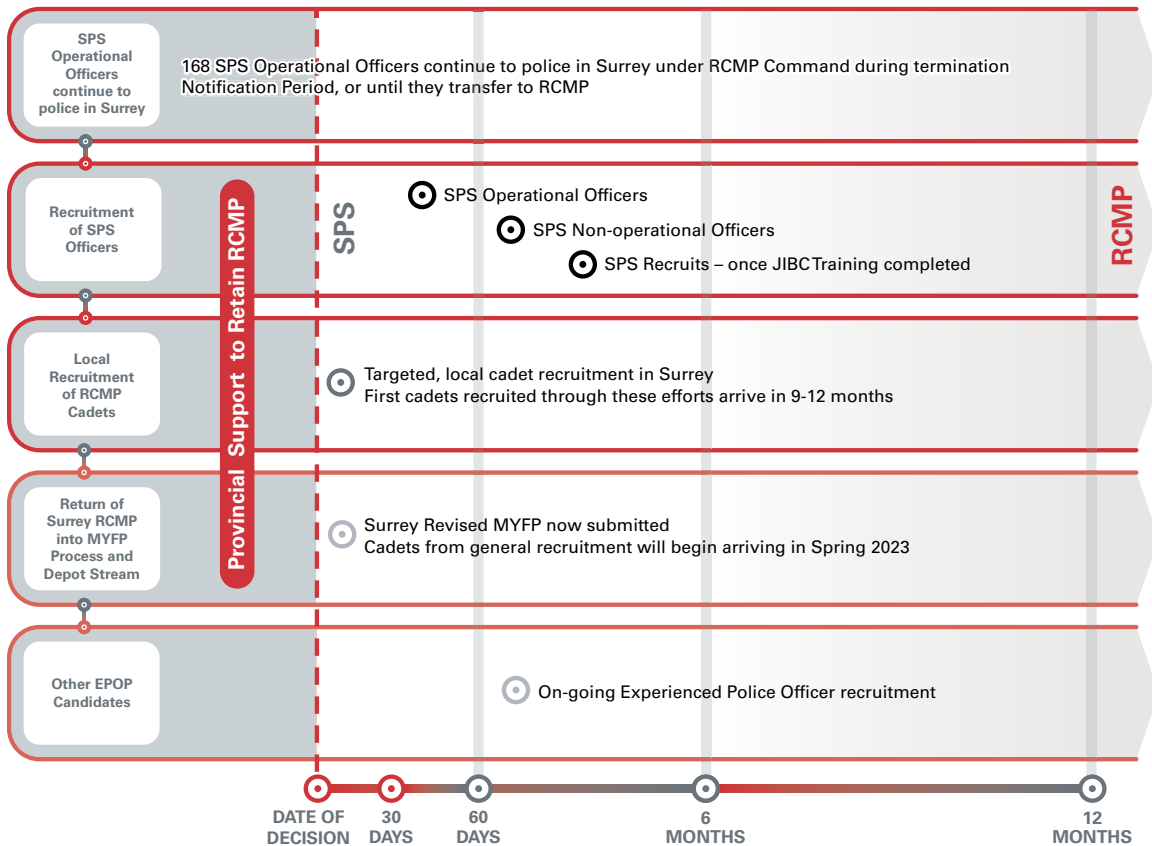 SPS
Operational
Officers
continue to
police in Surrey
168 SPS Operational Officers continue to police in Surrey under RCMP Command during termination
Notification Period, or until they transfer to RCMP
Recruitment
of SPS
Officers
Provincial Support to Retain RCMP
SPS
SPS Operational Officers
SPS Non-operational Officers
SPS Recruits – once JIBC Training completed
RCMP
Local
Recruitment
of RCMP
Cadets
Targeted, local cadet recruitment in Surrey
First cadets recruited through these efforts arrive in 9-12 months
Return of
Surrey RCMP
into MYFP
Process and
Depot Stream
Surrey Revised MYFP now submitted
Cadets from general recruitment will begin arriving in Spring 2023
Other EPOP
Candidates
On-going Experienced Police Officer recruitment
DATE OF
DECISION
30
DAYS
60
DAYS
6
MONTHS
12
MONTHS